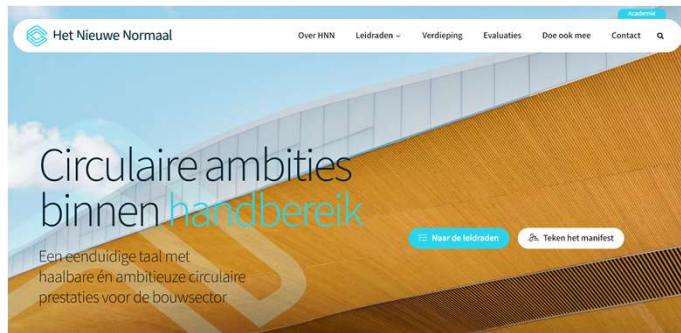 Academie
Het Nieuwe Normaal
Over HNN Leidraden Verdieping Evaluaties Doe ook mee Contact
Circulaire ambities
binnen handbereik
Naar de leidraden Teken het manifest
Een eenduidige taal met
haalbare én ambitieuze circulaire
prestaties voor de bouwsector